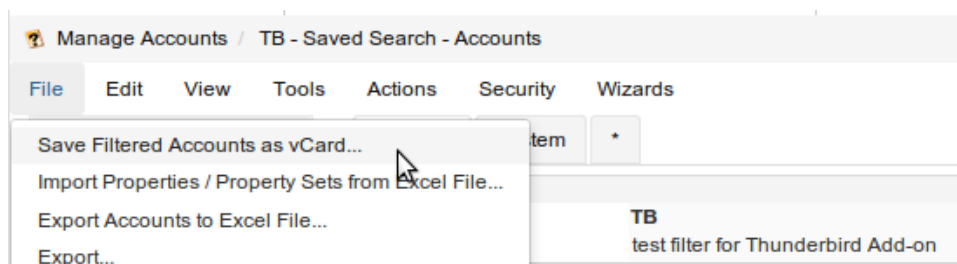 Manage Accounts / TB - Saved Search - Accounts
File Edit View Tools Actions Security Wizards
Save Filtered Accounts as vCard...
*
Import Properties / Property Sets from Excel File...
Export Accounts to Excel File...
TB
test filter for Thunderbird Add-on
Export...